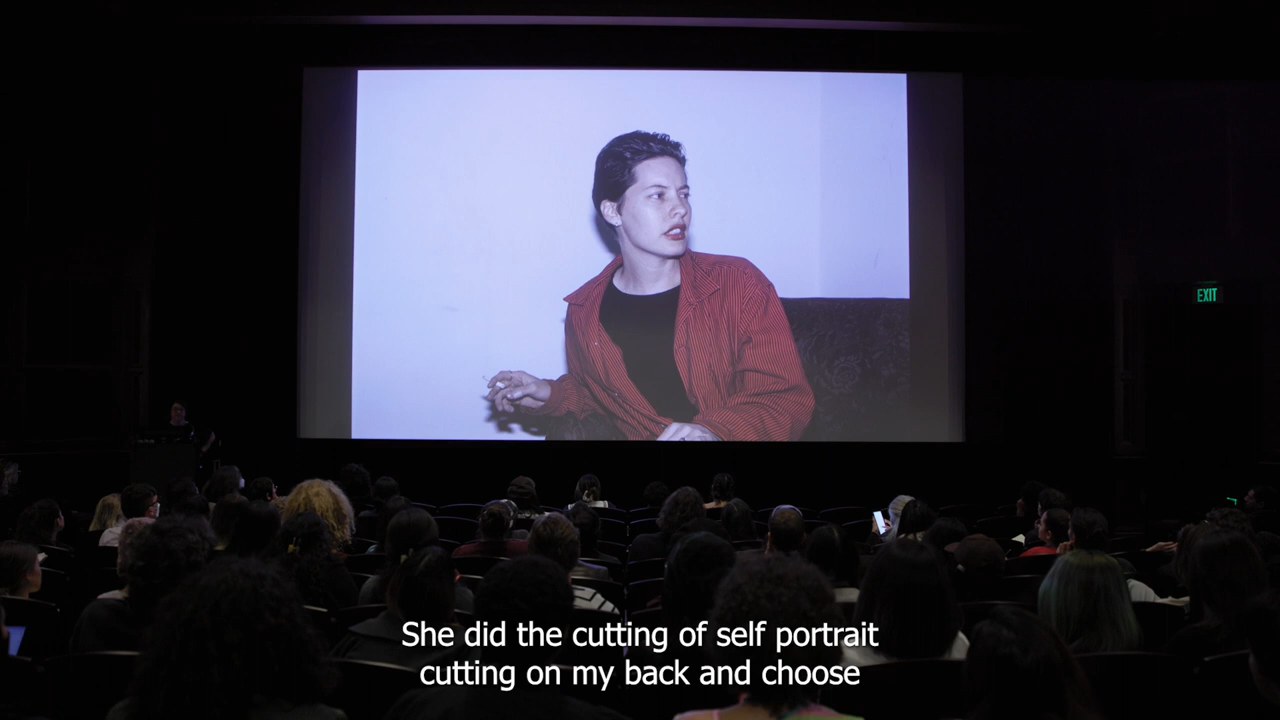 EXIT
She did the cutting of self portrait
cutting on my back and choose